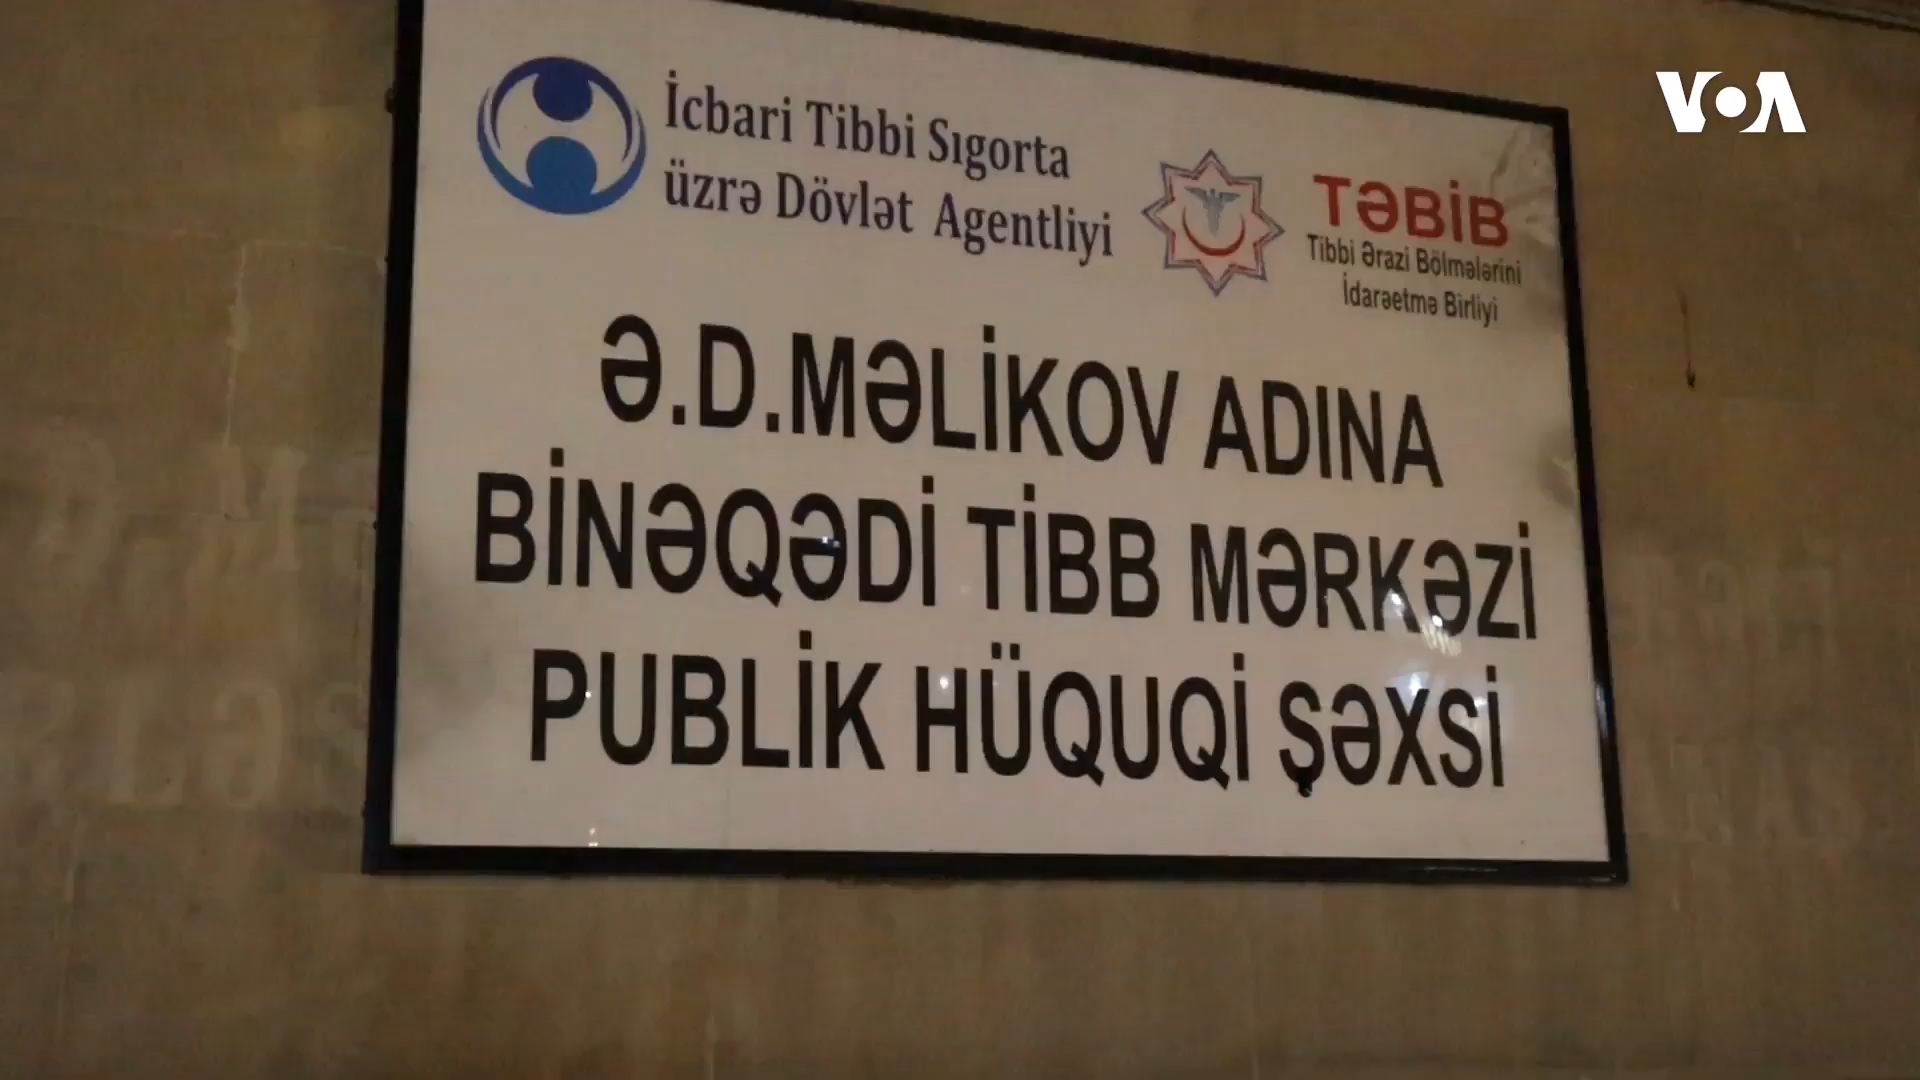 VOA
İcbari Tibbi Sıgorta
üzrə Dövlət Agentliyi
TƏBİB
Tibbi Ərazi Bölmələrini
İdarəetmə Birliyi
Ə.D.MƏLİKOV ADINA
BİNƏQƏDİ TİBB MƏRKƏZİ
PUBLİK HÜQUQİ ŞƏXSİ